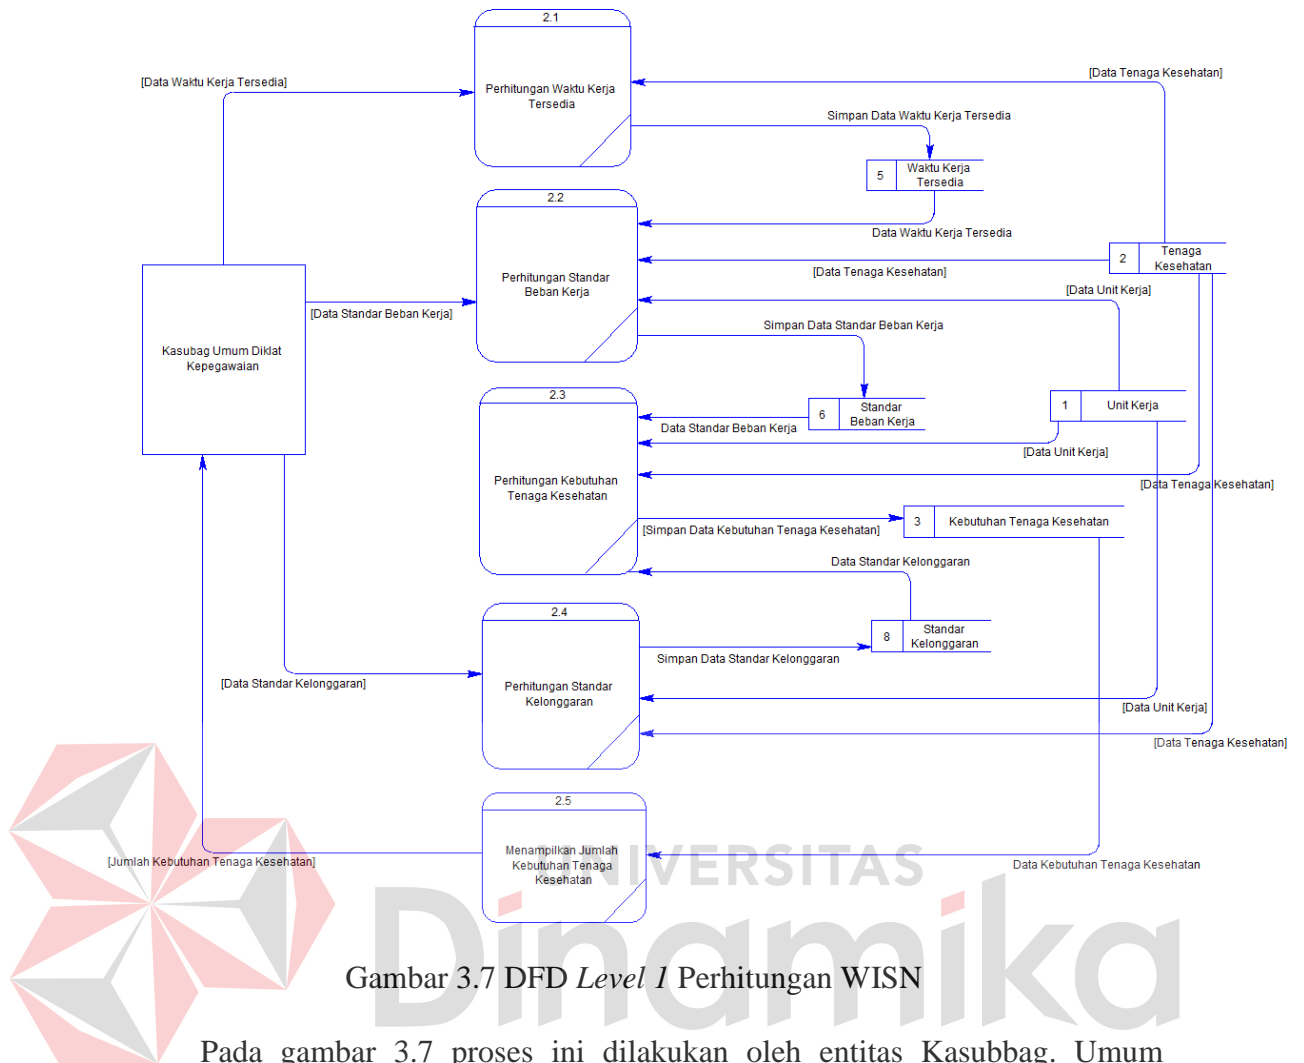 2.1
[Data Waktu Kerja Tersedia]
Perhitungan Waktu Kerja
Tersedia
[Data Tenaga Kesehatan]
Simpan Data Waktu Kerja Tersedia
5
Waktu Kerja
Tersedia
2.2
Data Waktu Kerja Tersedia
2
Tenaga
Kesehatan
[Data Tenaga Kesehatan]
Perhitungan Standar
Beban Kerja
[Data Unit Kerja]
[Data Standar Beban Kerja]
Simpan Data Standar Beban Kerja
Kasubag Umum Diklat
Kepegawaian
2.3
6
Standar
Beban Kerja
1
Unit Kerja
Data Standar Beban Kerja
[Data Unit Kerja]
Perhitungan Kebutuhan
Tenaga Kesehatan
[Data Tenaga Kesehatan]
3
Kebutuhan Tenaga Kesehatan
[Simpan Data Kebutuhan Tenaga Kesehatan]
Data Standar Kelonggaran
2.4
8
Standar
Kelonggaran
Simpan Data Standar Kelonggaran
[Data Standar Kelonggaran]
Perhitungan Standar
Kelonggaran
[Data Unit Kerja]
[Data Tenaga Kesehatan]
2.5
Menampilkan Jumlah
Kebutuhan Tenaga
Kesehatan
[Jumlah Kebutuhan Tenaga Kesehatan]
Data Kebutuhan Tenaga Kesehatan
UNIVERSITAS
Dinamika
Gambar 3.7 DFD Level 1 Perhitungan WISN
Pada gambar 3.7 proses ini dilakukan oleh entitas Kasubbag. Umum